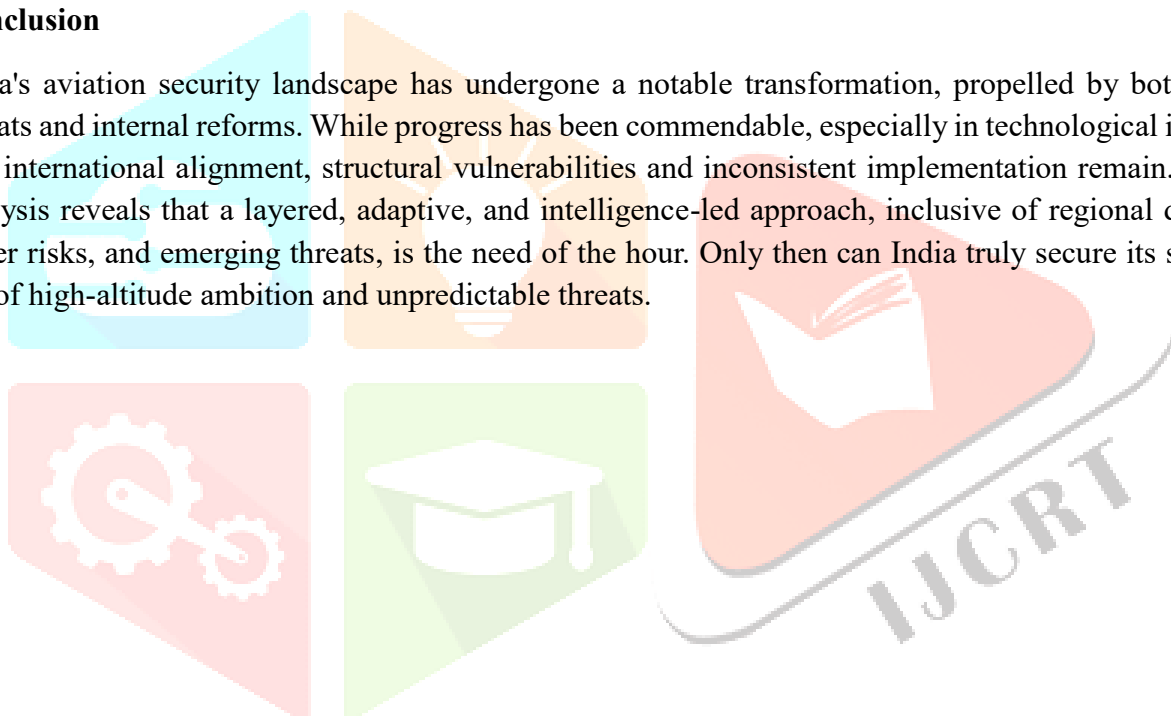 nclusion
a's aviation security landscape has undergone a notable transformation, propelled by bot
ats and internal reforms. While progress has been commendable, especially in technological i
international alignment, structural vulnerabilities and inconsistent implementation remain.
ysis reveals that a layered, adaptive, and intelligence-led approach, inclusive of regional
er risks, and emerging threats, is the need of the hour. Only then can India truly secure its s
of high-altitude ambition and unpredictable threats.
IJCRT